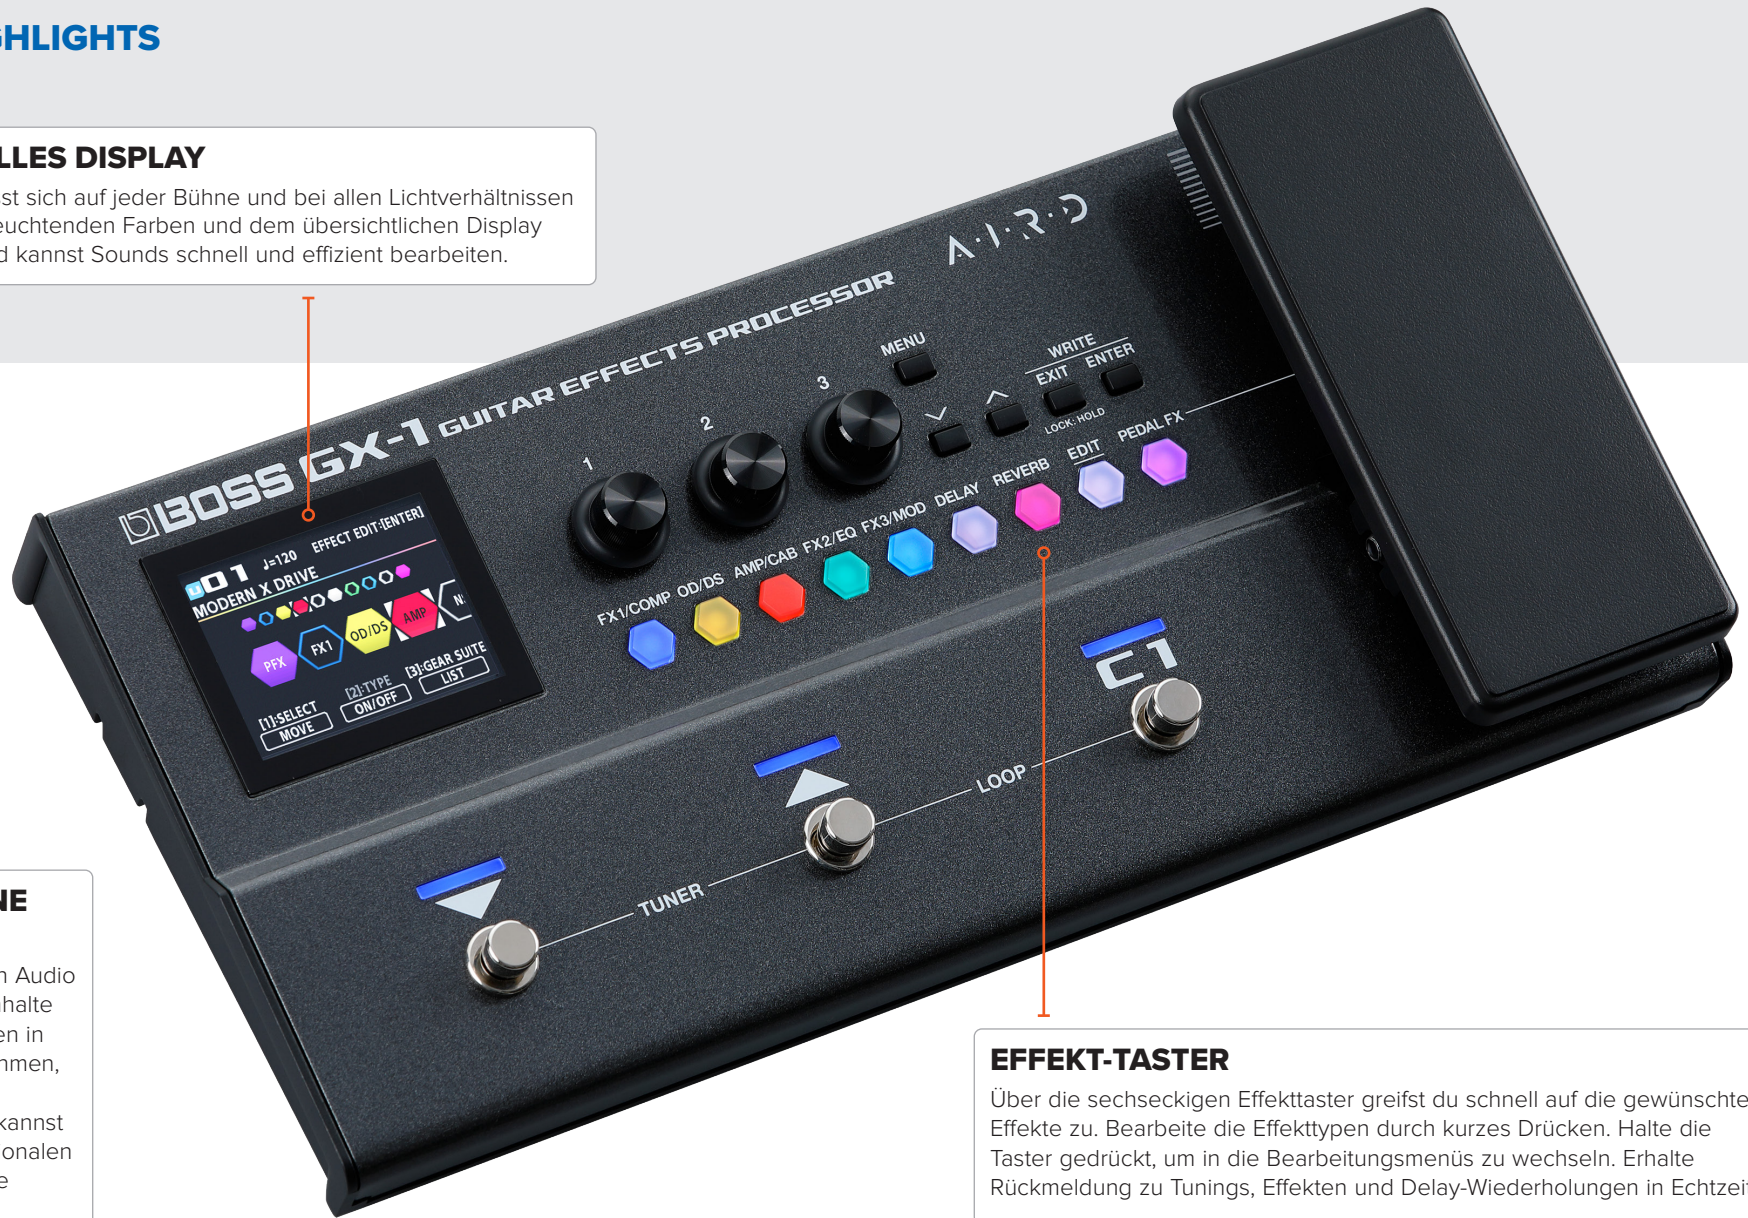 GHLIGHTS
LLES DISPLAY
st sich auf jeder Bühne und bei allen Lichtverhältnissen
euchtenden Farben und dem übersichtlichen Display
d kannst Sounds schnell und effizient bearbeiten.
A·I·R·D
BOSS GX-1 GUITAR EFFECTS PROCESSOR
MENU
WRITE
EXIT ENTER
LOCK: HOLD
1
2
3
FX1/COMP OD/DS AMP/CAB FX2/EQ FX3/MOD DELAY REVERB EDIT PEDAL FX
U01 ♩=120 EFFECT EDIT:[ENTER]
MODERN X DRIVE
PFX FX1 OD/DS AMP N
[1]:SELECT [2]:TYPE [3]:GEAR SUITE
MOVE ON/OFF LIST
C1
LOOP
TUNER
NE
n Audio
halte
en in
hmen,
kannst
onalen
e
EFFEKT-TASTER
Über die sechseckigen Effekttaster greifst du schnell auf die gewünschte
Effekte zu. Bearbeite die Effekttypen durch kurzes Drücken. Halte die
Taster gedrückt, um in die Bearbeitungsmenüs zu wechseln. Erhalte
Rückmeldung zu Tunings, Effekten und Delay-Wiederholungen in Echtzeit